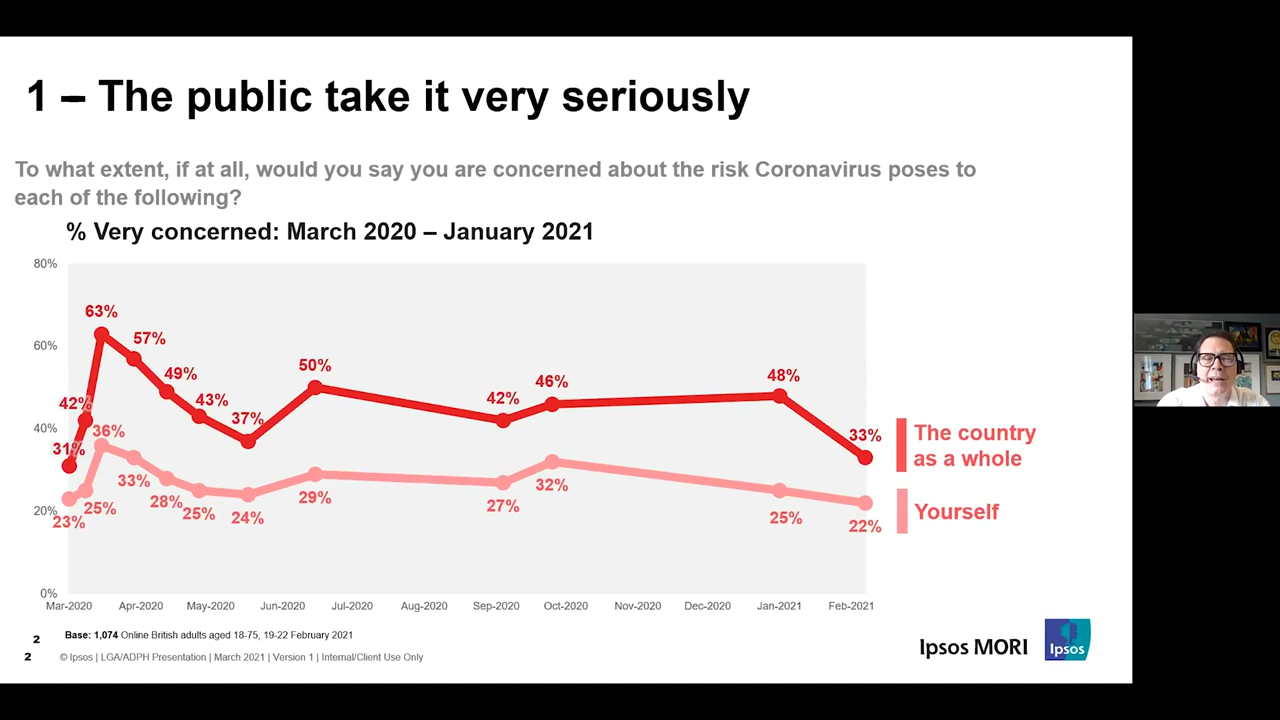 1 – The public take it very seriously
To what extent, if at all, would you say you are concerned about the risk Coronavirus poses to
each of the following?
% Very concerned: March 2020 – January 2021
80%
60%
40%
20%
0%
63%
57%
49%
43%
42%
37%
31%
50%
42%
46%
48%
33%
36%
33%
28%
25%
25%
24%
23%
29%
27%
32%
25%
22%
The country
as a whole
Yourself
Mar-2020 Apr-2020 May-2020 Jun-2020 Jul-2020 Aug-2020 Sep-2020 Oct-2020 Nov-2020 Dec-2020 Jan-2021 Feb-2021
2
Base: 1,074 Online British adults aged 18-75, 19-22 February 2021
2
© Ipsos | LGA/ADPH Presentation | March 2021 | Version 1 | Internal/Client Use Only
Ipsos MORI
Ipsos